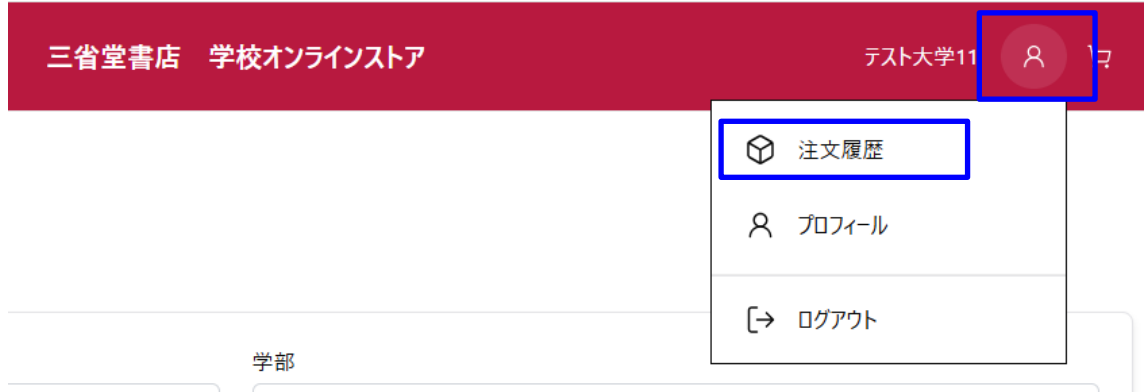 三省堂書店　学校オンラインストア
テスト大学11
注文履歴
プロフィール
ログアウト
学部